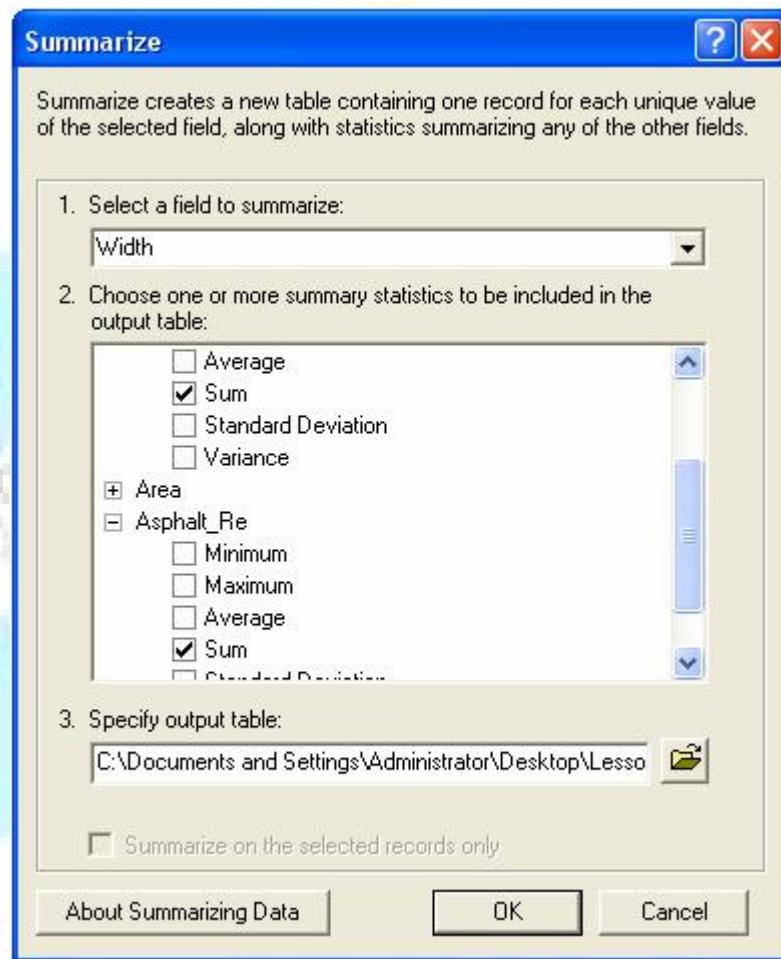 Summarize
Summarize creates a new table containing one record for each unique value
of the selected field, along with statistics summarizing any of the other fields.
1. Select a field to summarize:
Width
2. Choose one or more summary statistics to be included in the
output table:
Average
Sum
Standard Deviation
Variance
Area
Asphalt_Re
Minimum
Maximum
Average
Sum
Standard Deviation
3. Specify output table:
C:\Documents and Settings\Administrator\Desktop\Lesso
Summarize on the selected records only
About Summarizing Data
OK
Cancel